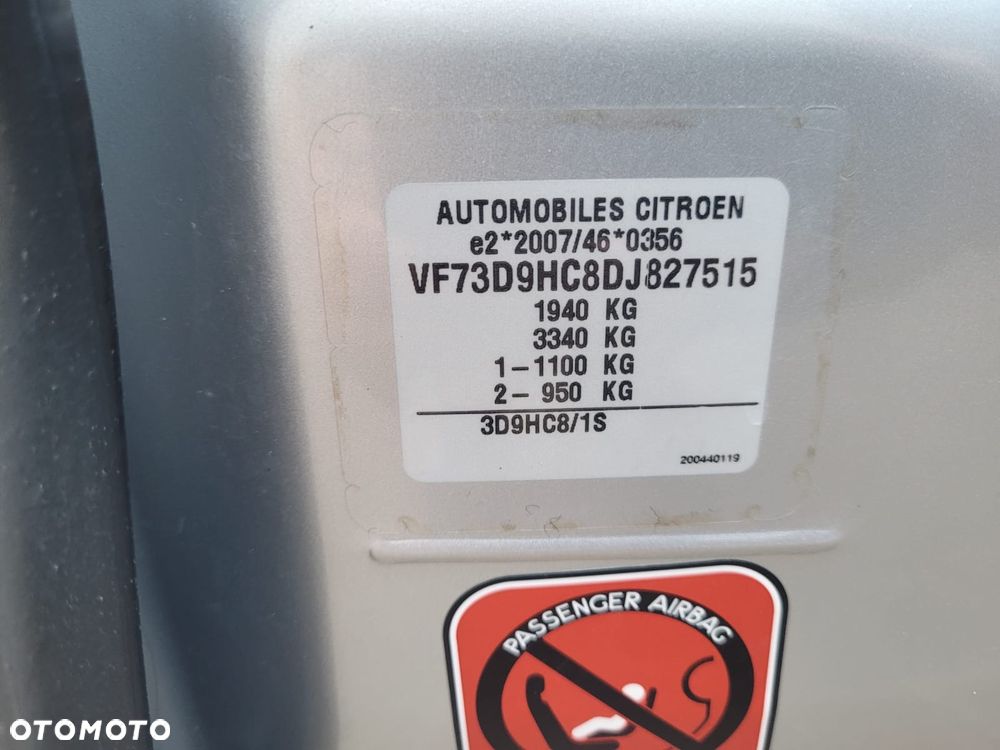 AUTOMOBILES CITROEN
e2*2007/46*0356
VF73D9HC8DJ827515
1940 KG
3340 KG
1-1100 KG
2- 950 KG
3D9HC8/1S
200440119
PASSENGER AIRBAG
OTOMOTO